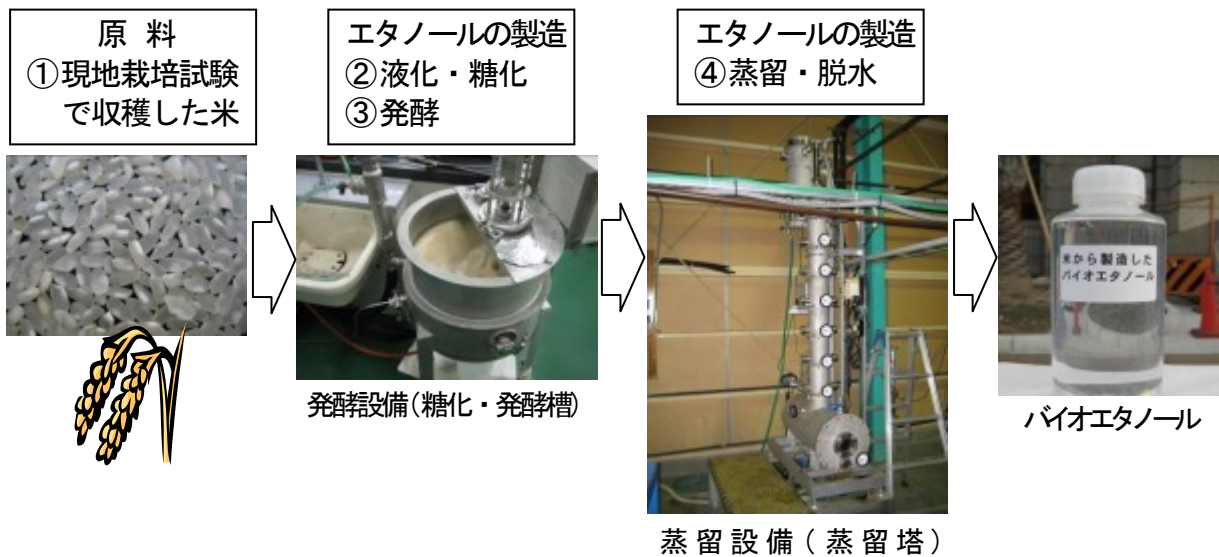 原 料
①現地栽培試験
で収穫した米
エタノールの製造
②液化・糖化
③発酵
発酵設備(糖化・発酵槽)
エタノールの製造
④蒸留・脱水
蒸留設備(蒸留塔)
米から製造した
バイオエタノール
バイオエタノール